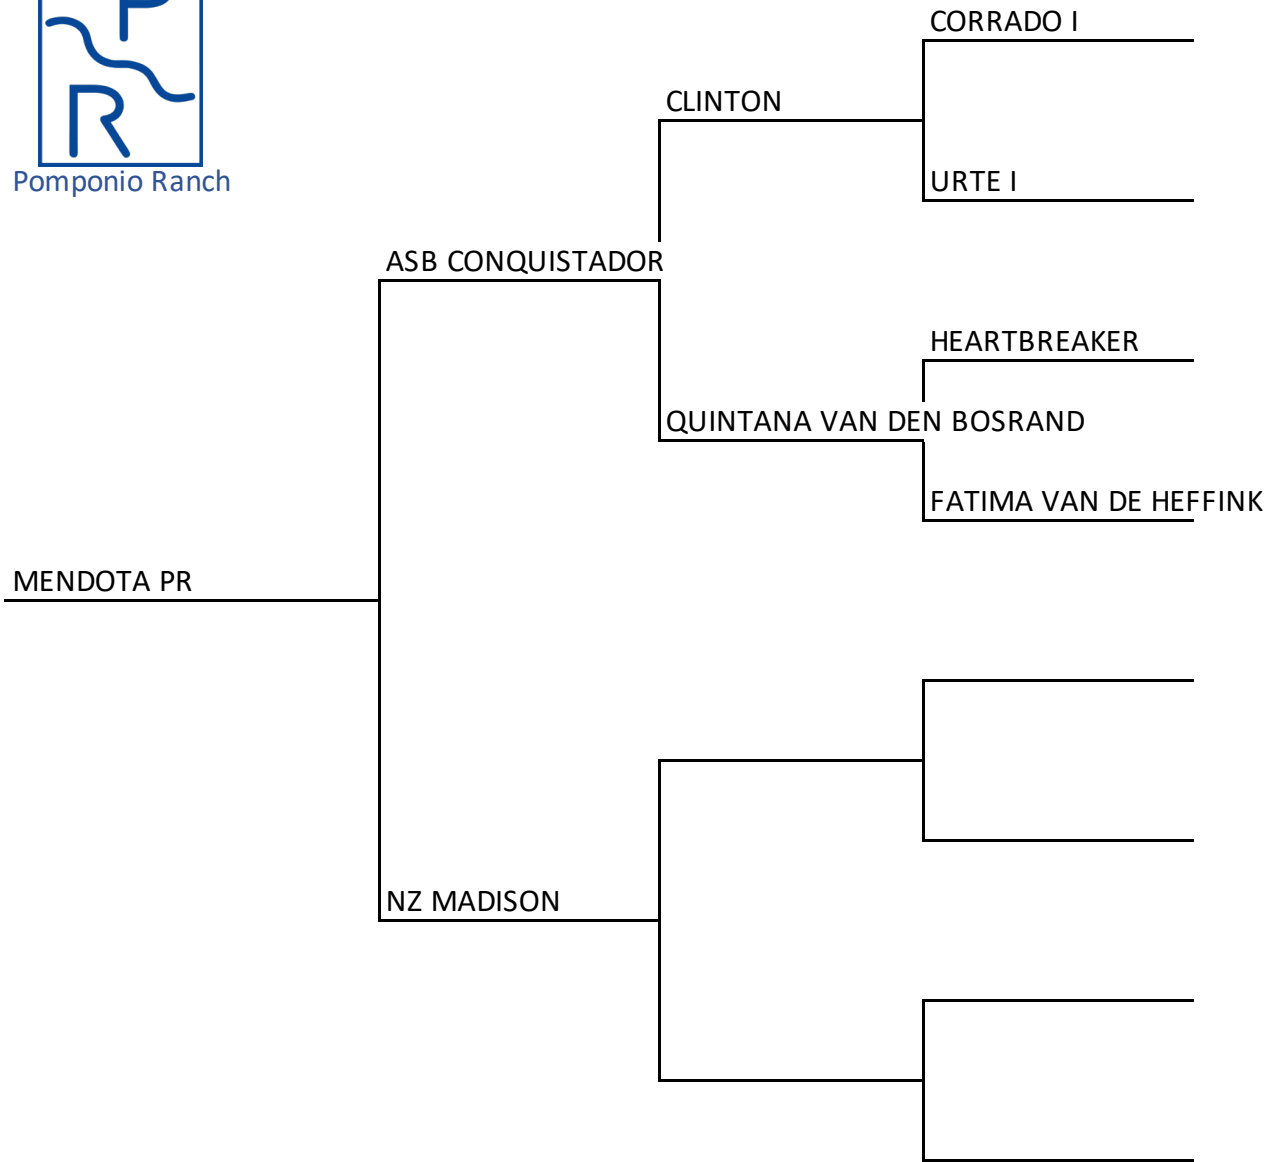 P
R
Pomponio Ranch
CORRADO I
CLINTON
URTE I
ASB CONQUISTADOR
HEARTBREAKER
QUINTANA VAN DEN BOSRAND
FATIMA VAN DE HEFFINK
MENDOTA PR
NZ MADISON